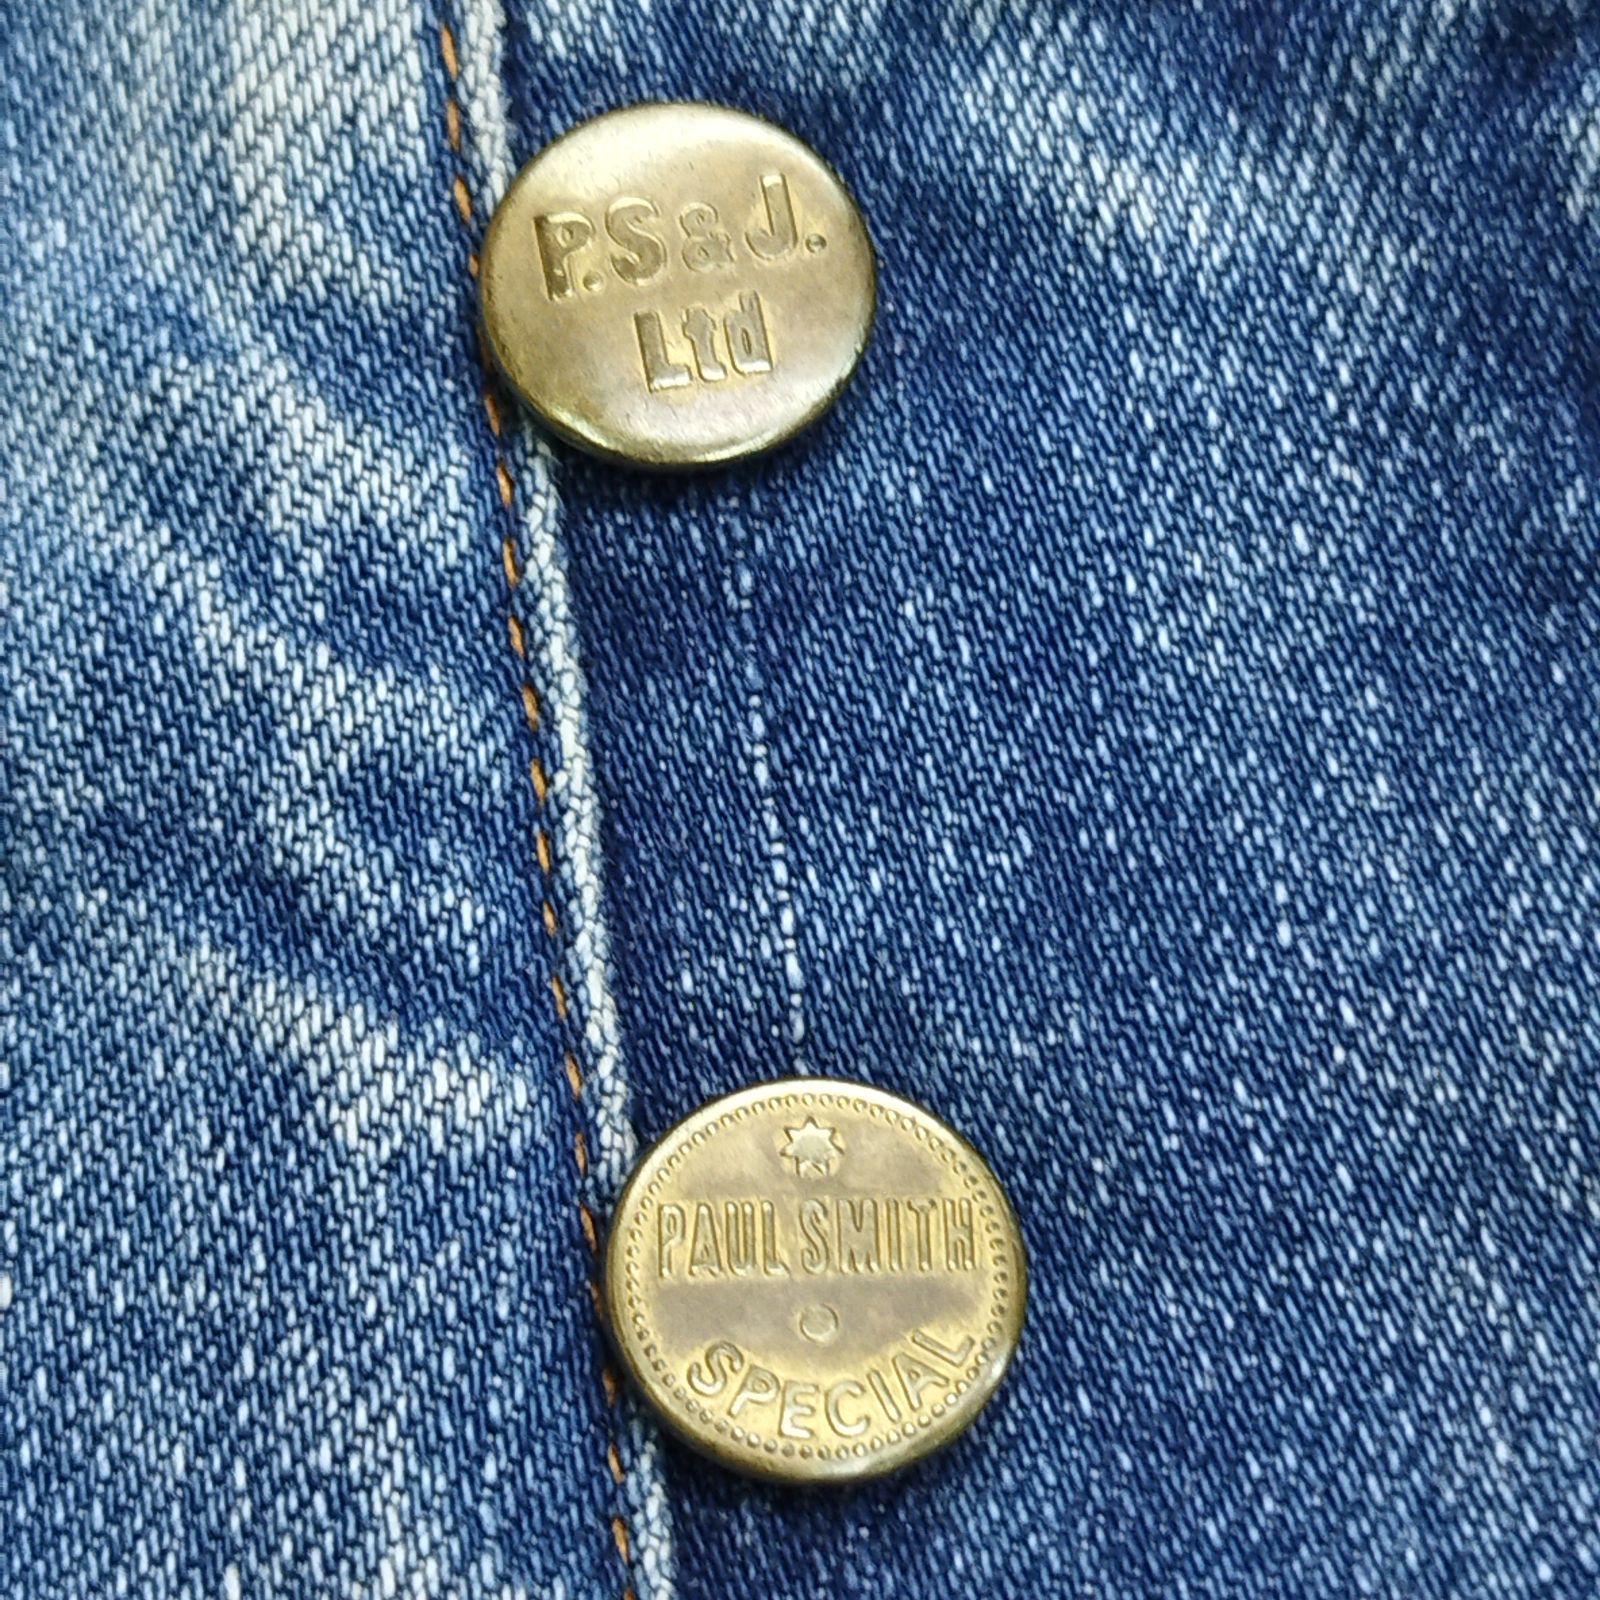 P.S & J.
Ltd
PAUL SMITH
SPECIAL